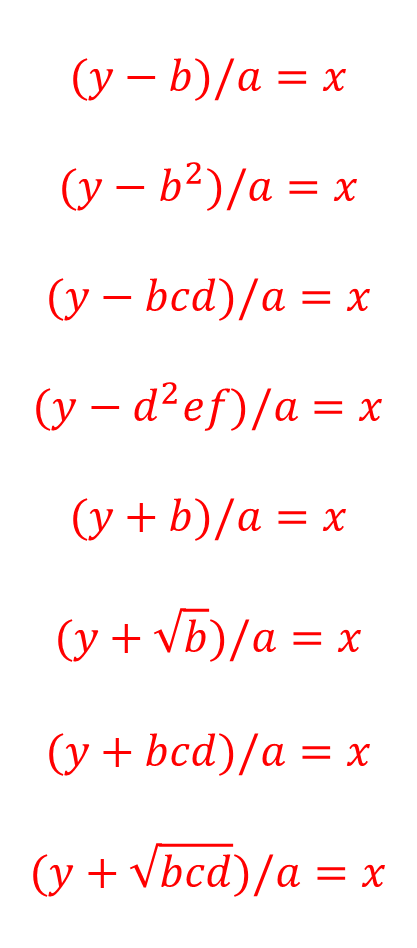 (y − b)/a = x
(y − b²)/a = x
(y − bcd)/a = x
(y − d²ef)/a = x
(y + b)/a = x
(y + √b)/a = x
(y + bcd)/a = x
(y + √(bcd))/a = x